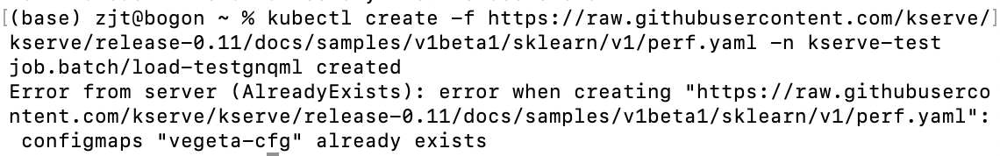 [(base) zjt@bogon ~ % kubectl create -f https://raw.githubusercontent.com/kserve/]
kserve/release-0.11/docs/samples/v1beta1/sklearn/v1/perf.yaml -n kserve-test
job.batch/load-testgnqml created
Error from server (AlreadyExists): error when creating "https://raw.githubuserco
ntent.com/kserve/kserve/release-0.11/docs/samples/v1beta1/sklearn/v1/perf.yaml":
 configmaps "vegeta-cfg" already exists